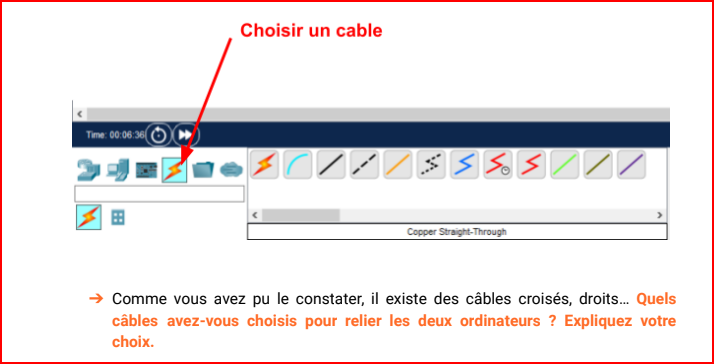 Choisir un cable
Time: 00:06:36
Copper Straight-Through
➔ Comme vous avez pu le constater, il existe des câbles croisés, droits… Quels
câbles avez-vous choisis pour relier les deux ordinateurs ? Expliquez votre
choix.